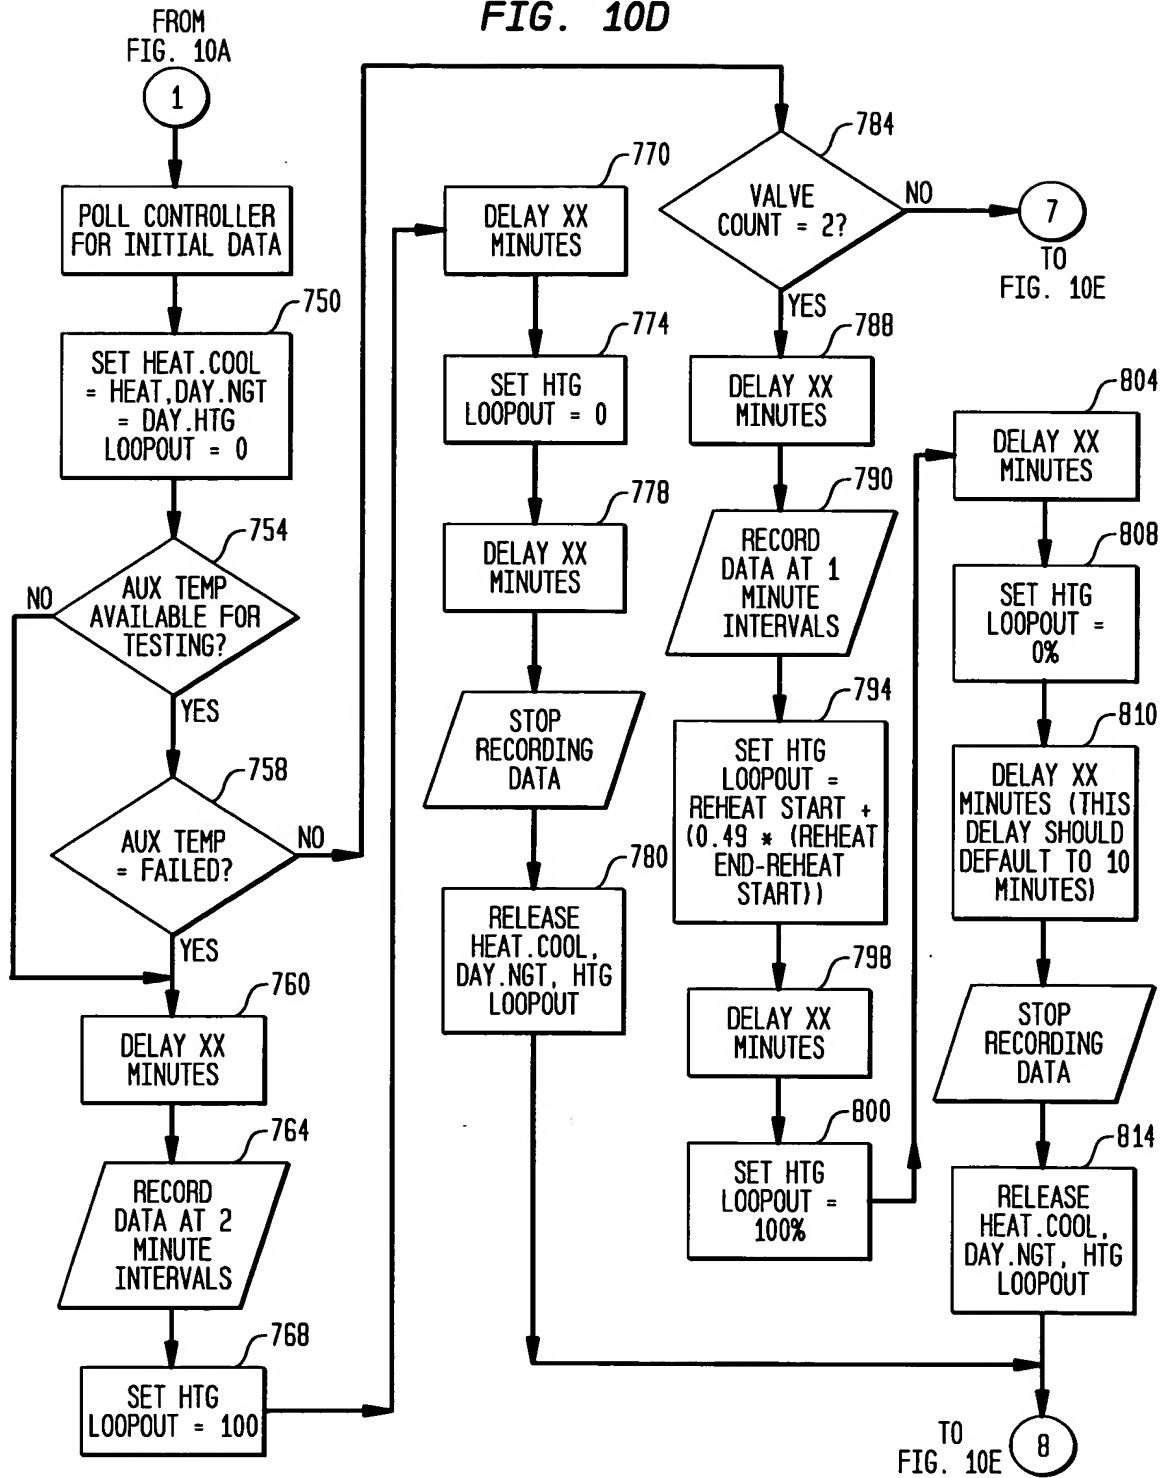 FIG. 10D
FROM
FIG. 10A
1
POLL CONTROLLER
FOR INITIAL DATA
750
SET HEAT.COOL
= HEAT,DAY.NGT
= DAY.HTG
LOOPOUT = 0
754
AUX TEMP
AVAILABLE FOR
TESTING?
NO
YES
758
AUX TEMP
= FAILED?
NO
YES
760
DELAY XX
MINUTES
764
RECORD
DATA AT 2
MINUTE
INTERVALS
768
SET HTG
LOOPOUT = 100
770
DELAY XX
MINUTES
774
SET HTG
LOOPOUT = 0
778
DELAY XX
MINUTES
STOP
RECORDING
DATA
780
RELEASE
HEAT.COOL,
DAY.NGT, HTG
LOOPOUT
784
VALVE
COUNT = 2?
NO
7
TO
FIG. 10E
YES
788
DELAY XX
MINUTES
790
RECORD
DATA AT 1
MINUTE
INTERVALS
794
SET HTG
LOOPOUT =
REHEAT START +
(0.49 * (REHEAT
END-REHEAT
START))
798
DELAY XX
MINUTES
800
SET HTG
LOOPOUT =
100%
804
DELAY XX
MINUTES
808
SET HTG
LOOPOUT =
0%
810
DELAY XX
MINUTES (THIS
DELAY SHOULD
DEFAULT TO 10
MINUTES)
STOP
RECORDING
DATA
814
RELEASE
HEAT.COOL,
DAY.NGT, HTG
LOOPOUT
TO
FIG. 10E
8